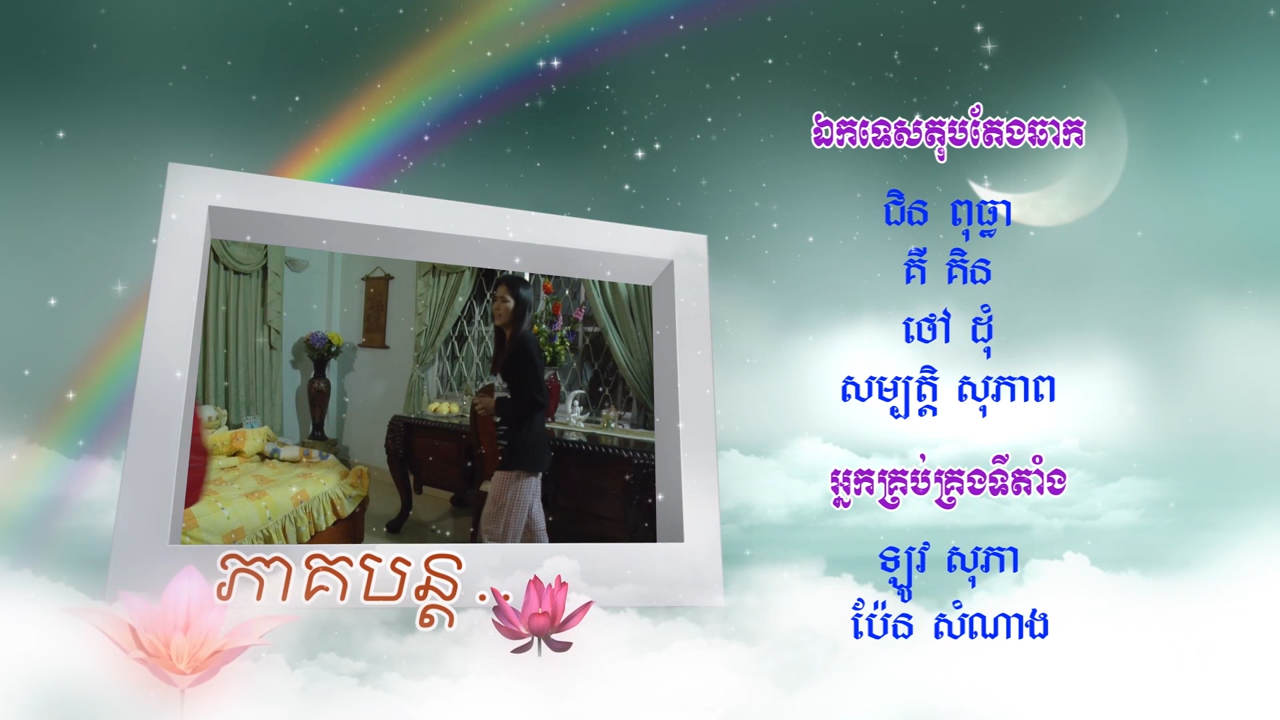 ឯកទេសតុបតែងឆាក
ជិន ពុធ្ធា
គី គិន
ថៅ ដុំ
សម្បត្តិ សុភាព
អ្នកគ្រប់គ្រងទីតាំង
ឡូវ សុភា
ប៉ែន សំណាង
ភាគបន្ត ..